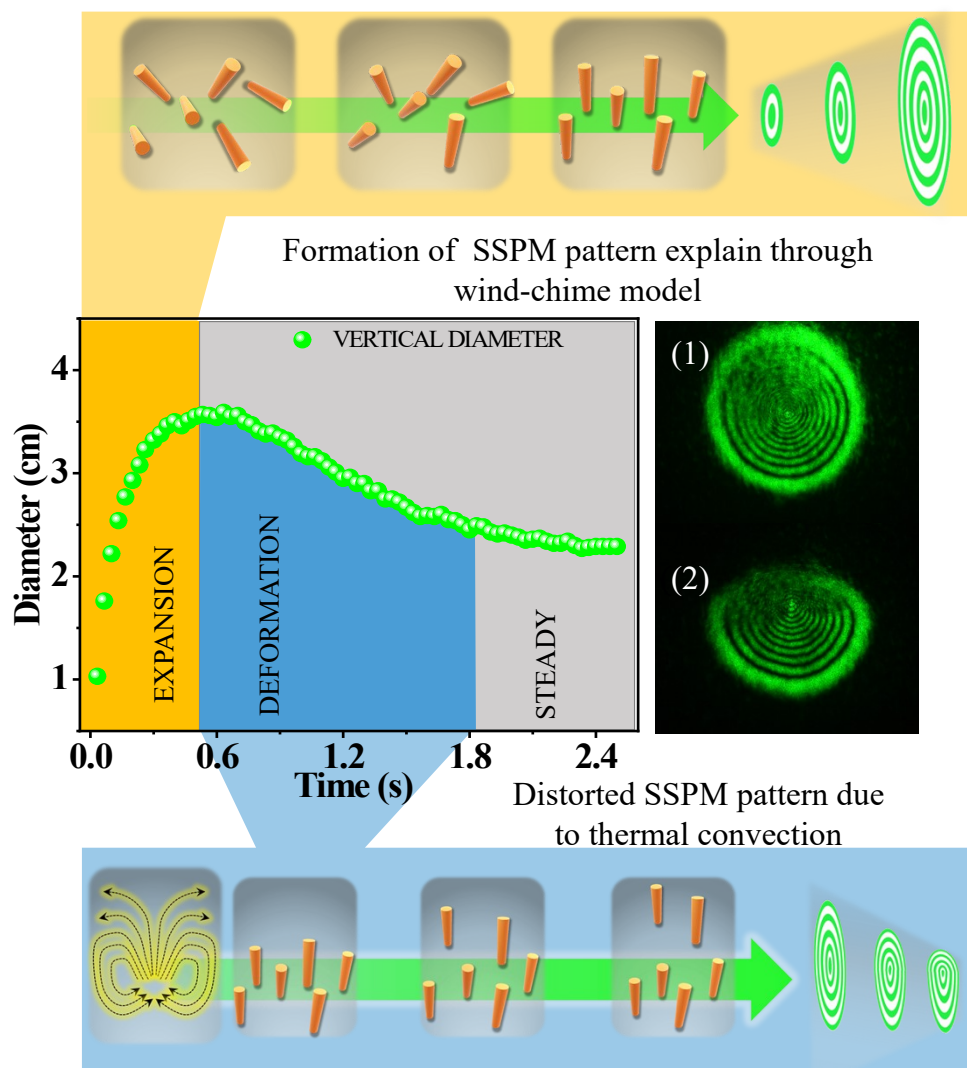 Formation of SSPM pattern explain through
wind-chime model
VERTICAL DIAMETER
4
3
2
1
Diameter (cm)
EXPANSION
DEFORMATION
STEADY
0.0
0.6
1.2
1.8
2.4
Time (s)
(1)
(2)
Distorted SSPM pattern due
to thermal convection